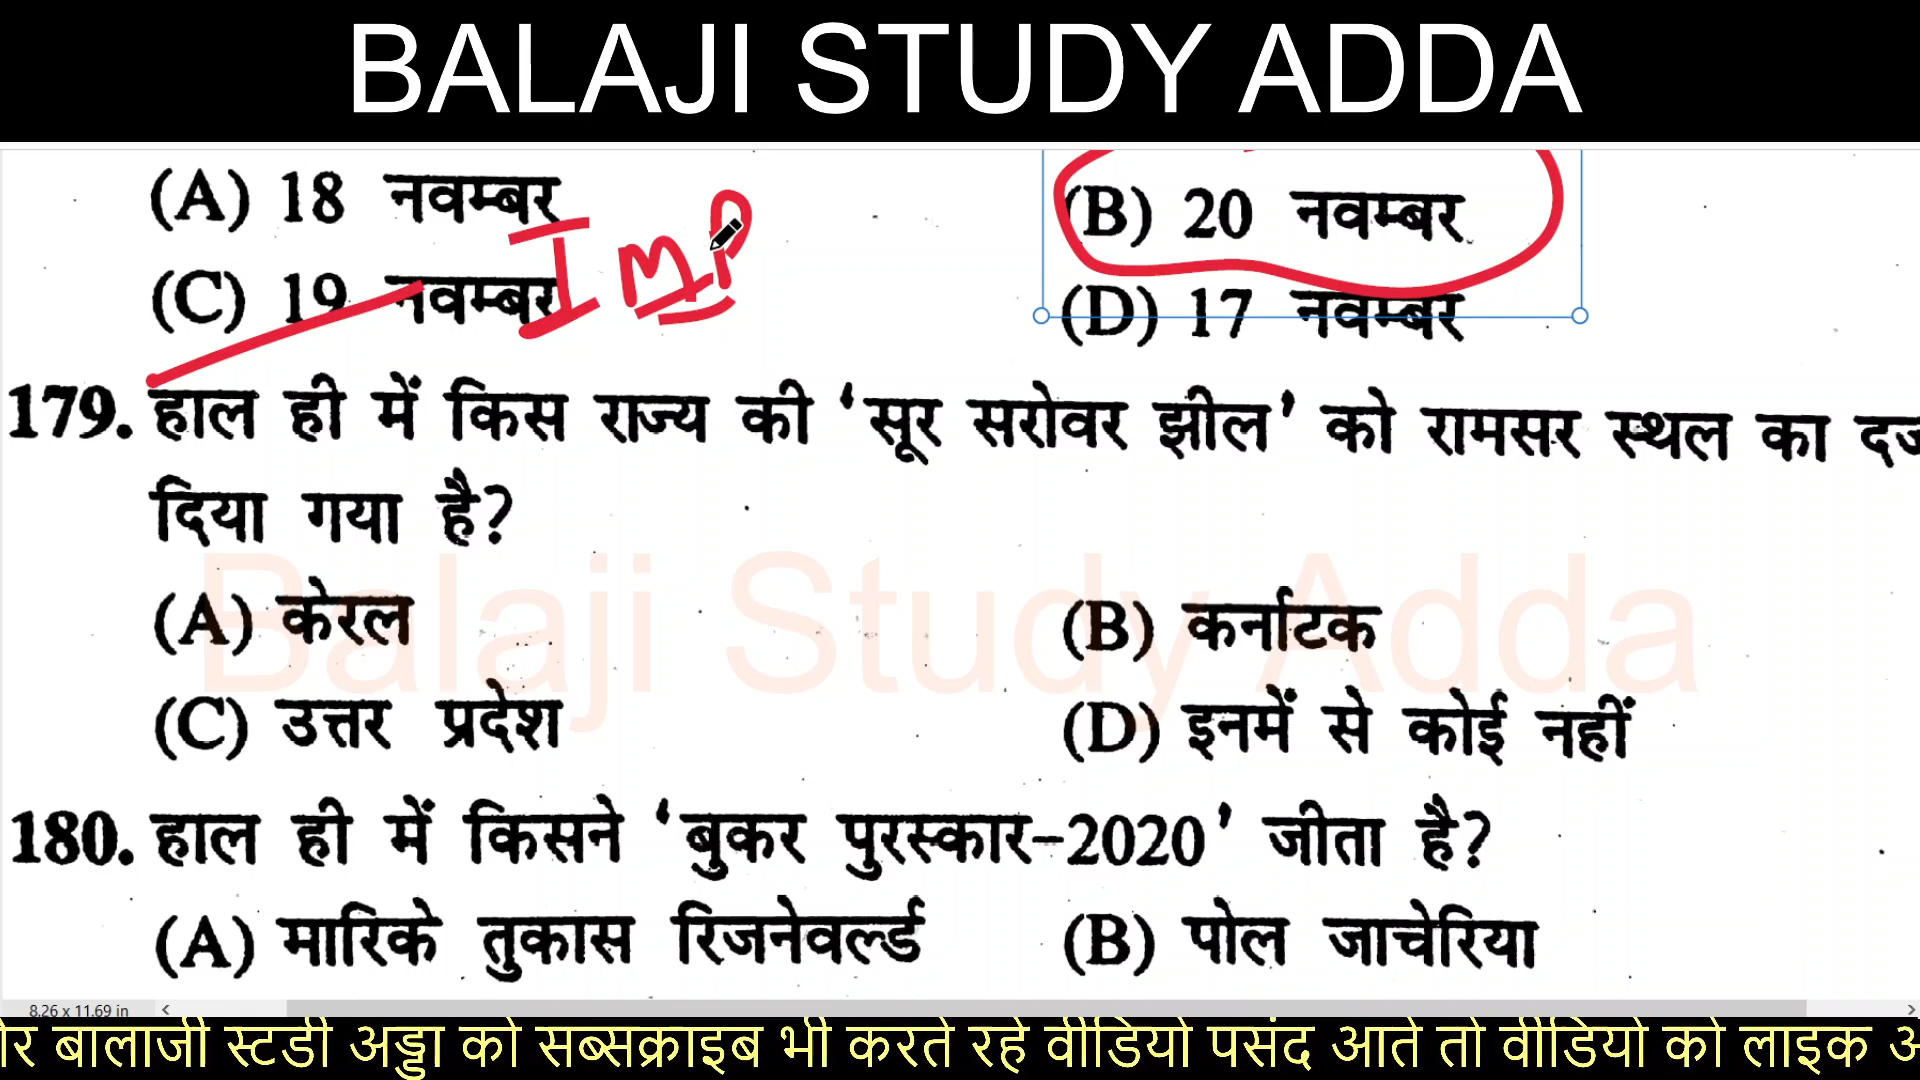 BALAJI STUDY ADDA
(A) 18 नवम्बर (B) 20 नवम्बर
Imp
(C) 19 नवम्बर (D) 17 नवम्बर
179. हाल ही में किस राज्य की ‘सूर सरोवर झील’ को रामसर स्थल का
दिया गया है?
(A) केरल (B) कर्नाटक
Balaji Study Adda
(C) उत्तर प्रदेश (D) इनमें से कोई नहीं
180. हाल ही में किसने ‘बुकर पुरस्कार-2020’ जीता है?
(A) मारिके तुकास रिजनेवर्ल्ड (B) पोल जाचेरिया
8.26 x 11.69 in
बालाजी स्टडी अड्डा को सब्सक्राइब भी करते रहे वीडियो पसंद आते तो वीडियो को लाइक